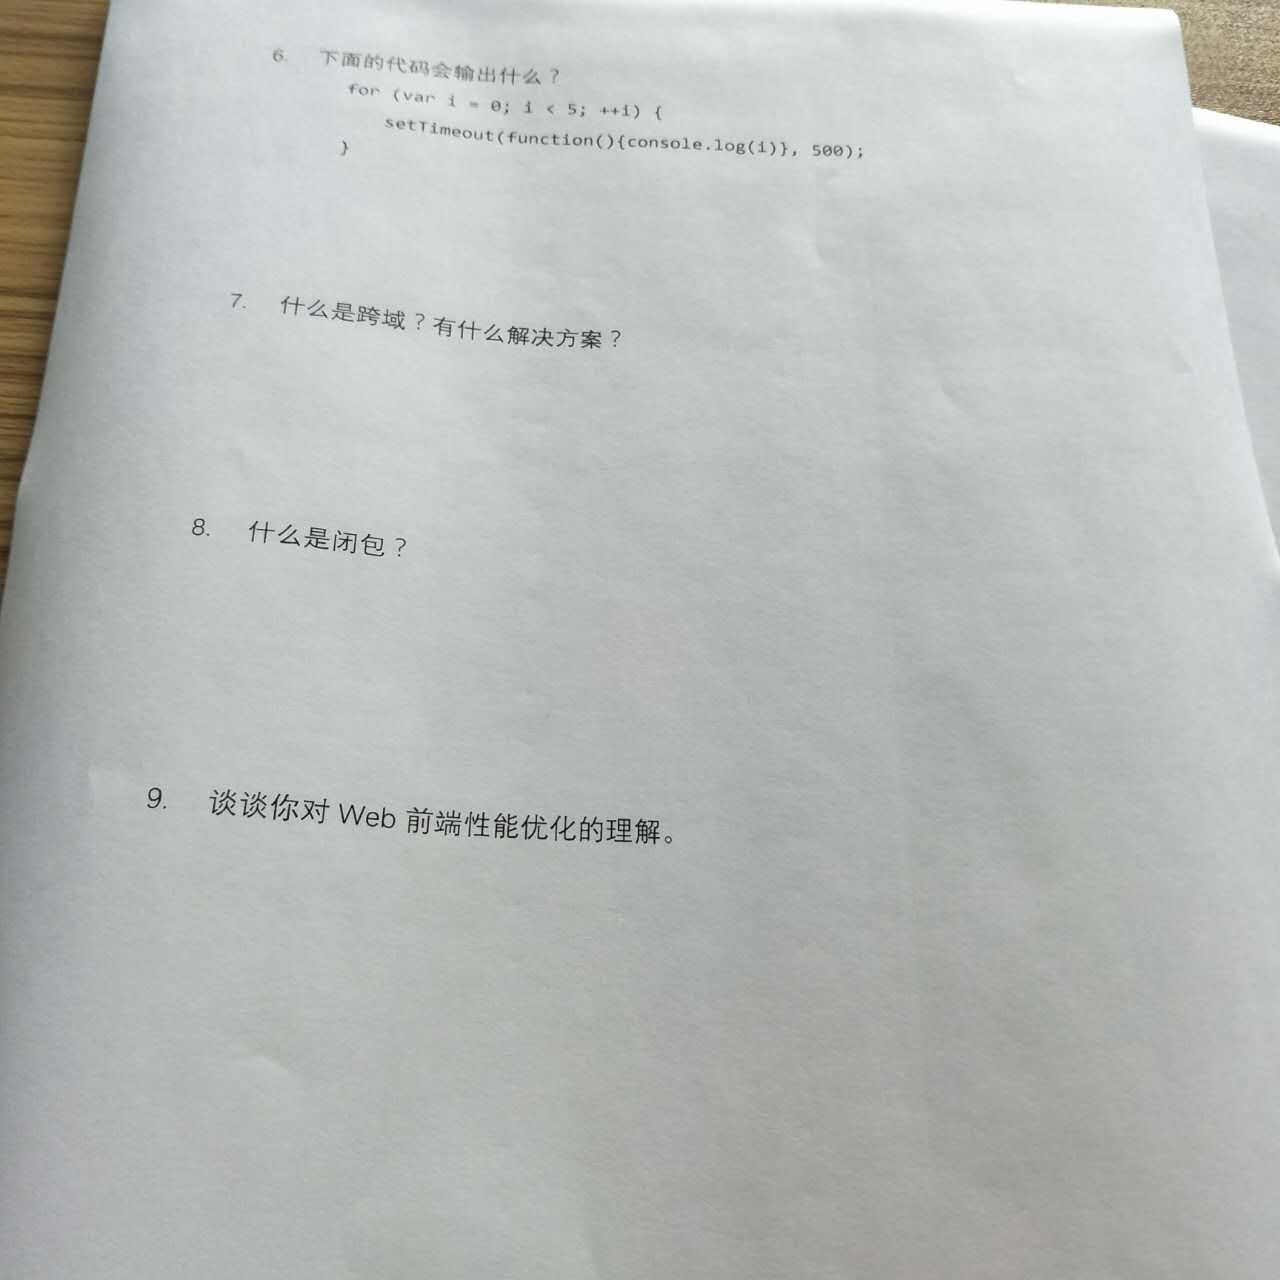 6. 下面的代码会输出什么？
for (var i = 0; i < 5; ++i) {
setTimeout(function(){console.log(i)}, 500);
}
7. 什么是跨域？有什么解决方案？
8. 什么是闭包？
9. 谈谈你对 Web 前端性能优化的理解。